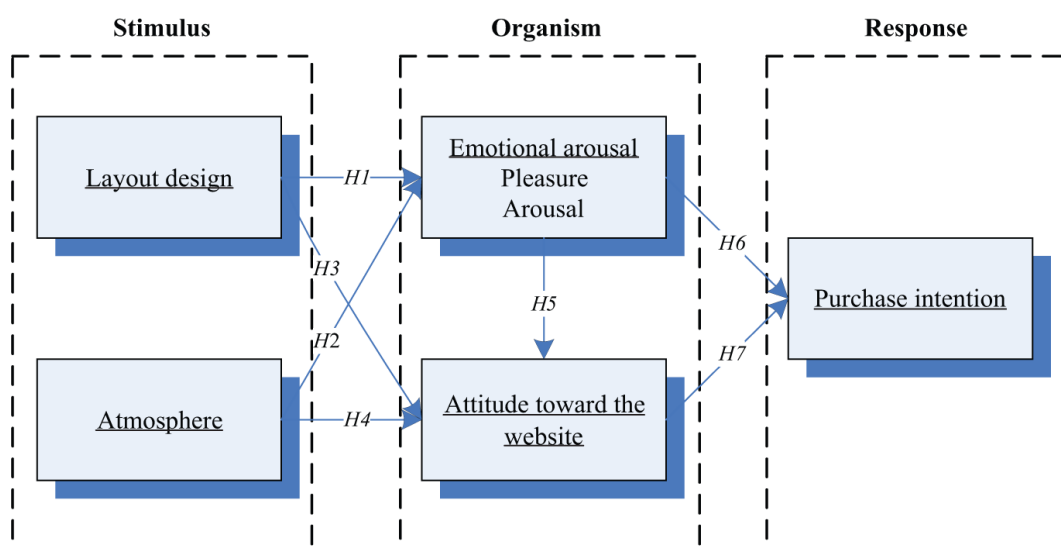 Stimulus
Organism
Response
Layout design
H1
Emotional arousal
Pleasure
Arousal
H3
H6
H5
Purchase intention
H2
H7
Atmosphere
H4
Attitude toward the
website